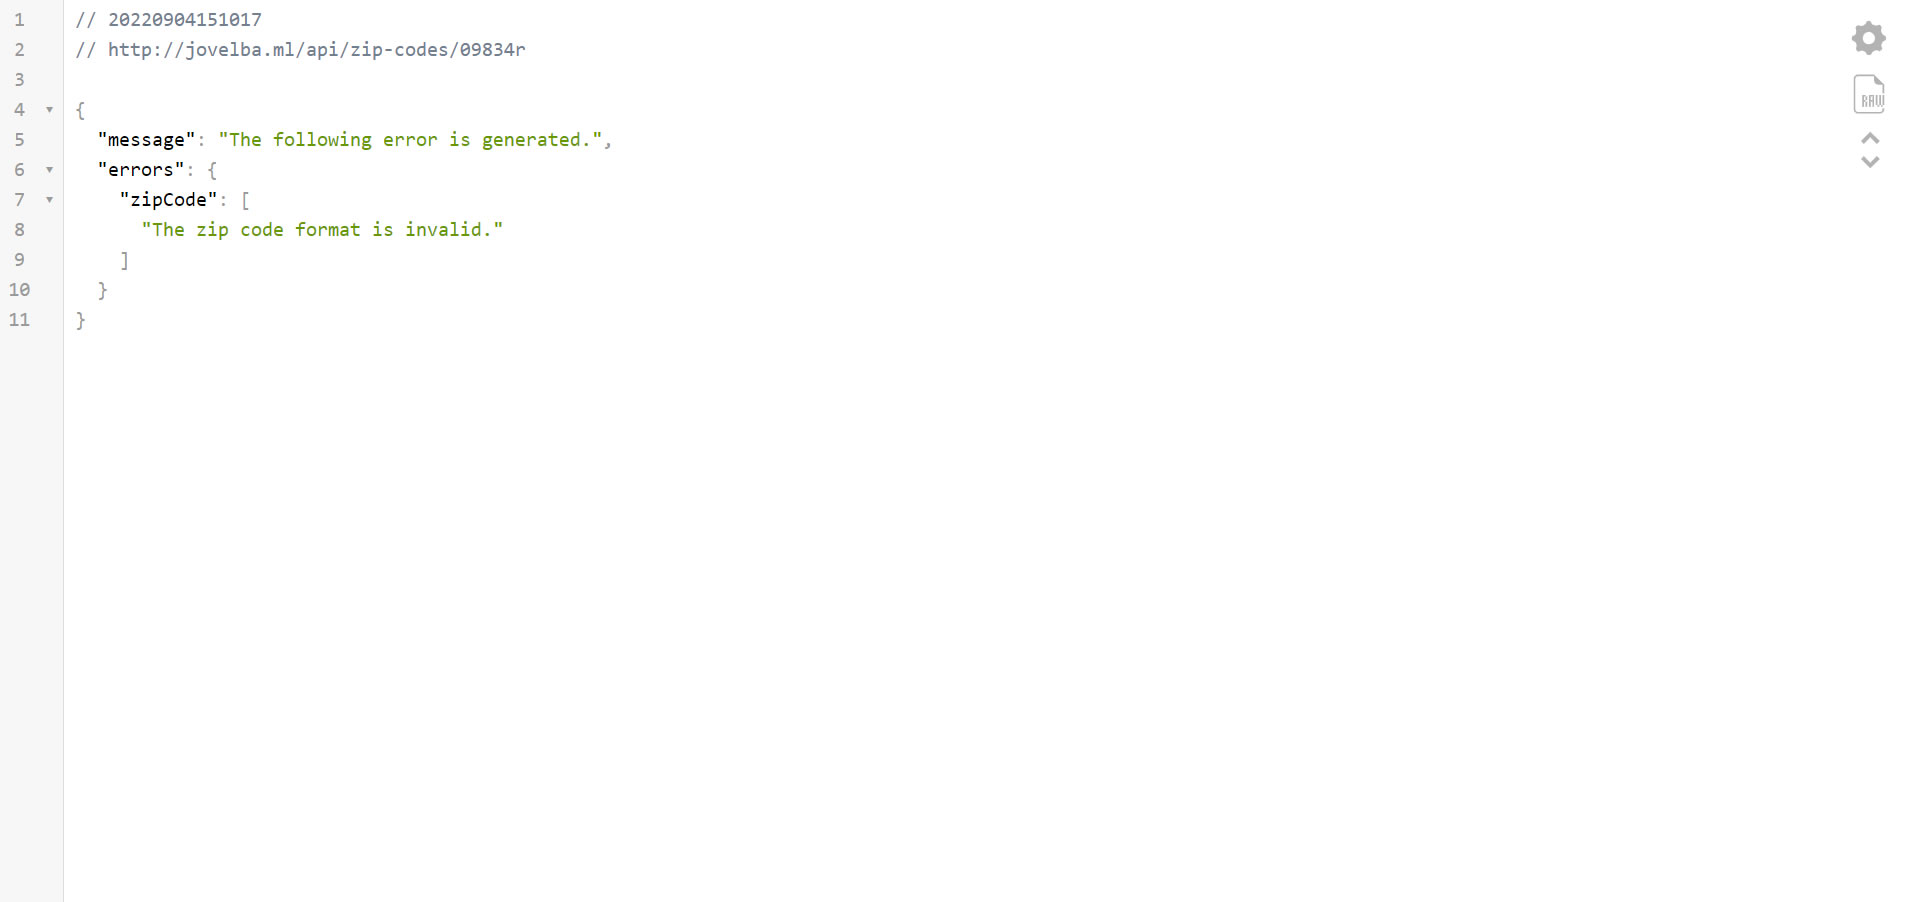 1 // 20220904151017
2 // http://jovelba.ml/api/zip-codes/09834r
3
4 {
5 "message": "The following error is generated.",
6 "errors": {
7 "zipCode": [
8 "The zip code format is invalid."
9 ]
10 }
11 }
RAW